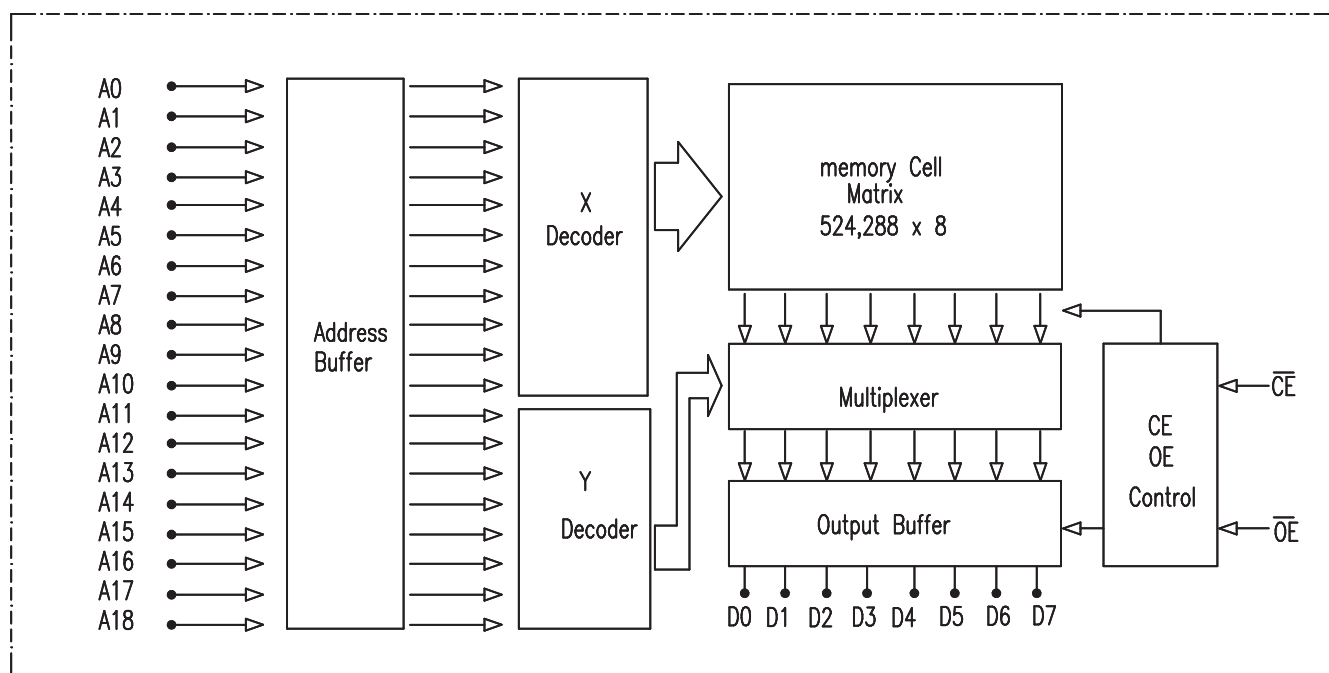 A0
A1
A2
A3
A4
A5
A6
A7
A8
A9
A10
A11
A12
A13
A14
A15
A16
A17
A18
Address
Buffer
X
Decoder
Y
Decoder
memory Cell
Matrix
524,288 x 8
Multiplexer
Output Buffer
D0 D1 D2 D3 D4 D5 D6 D7
CE
OE
Control
C̅E̅
O̅E̅